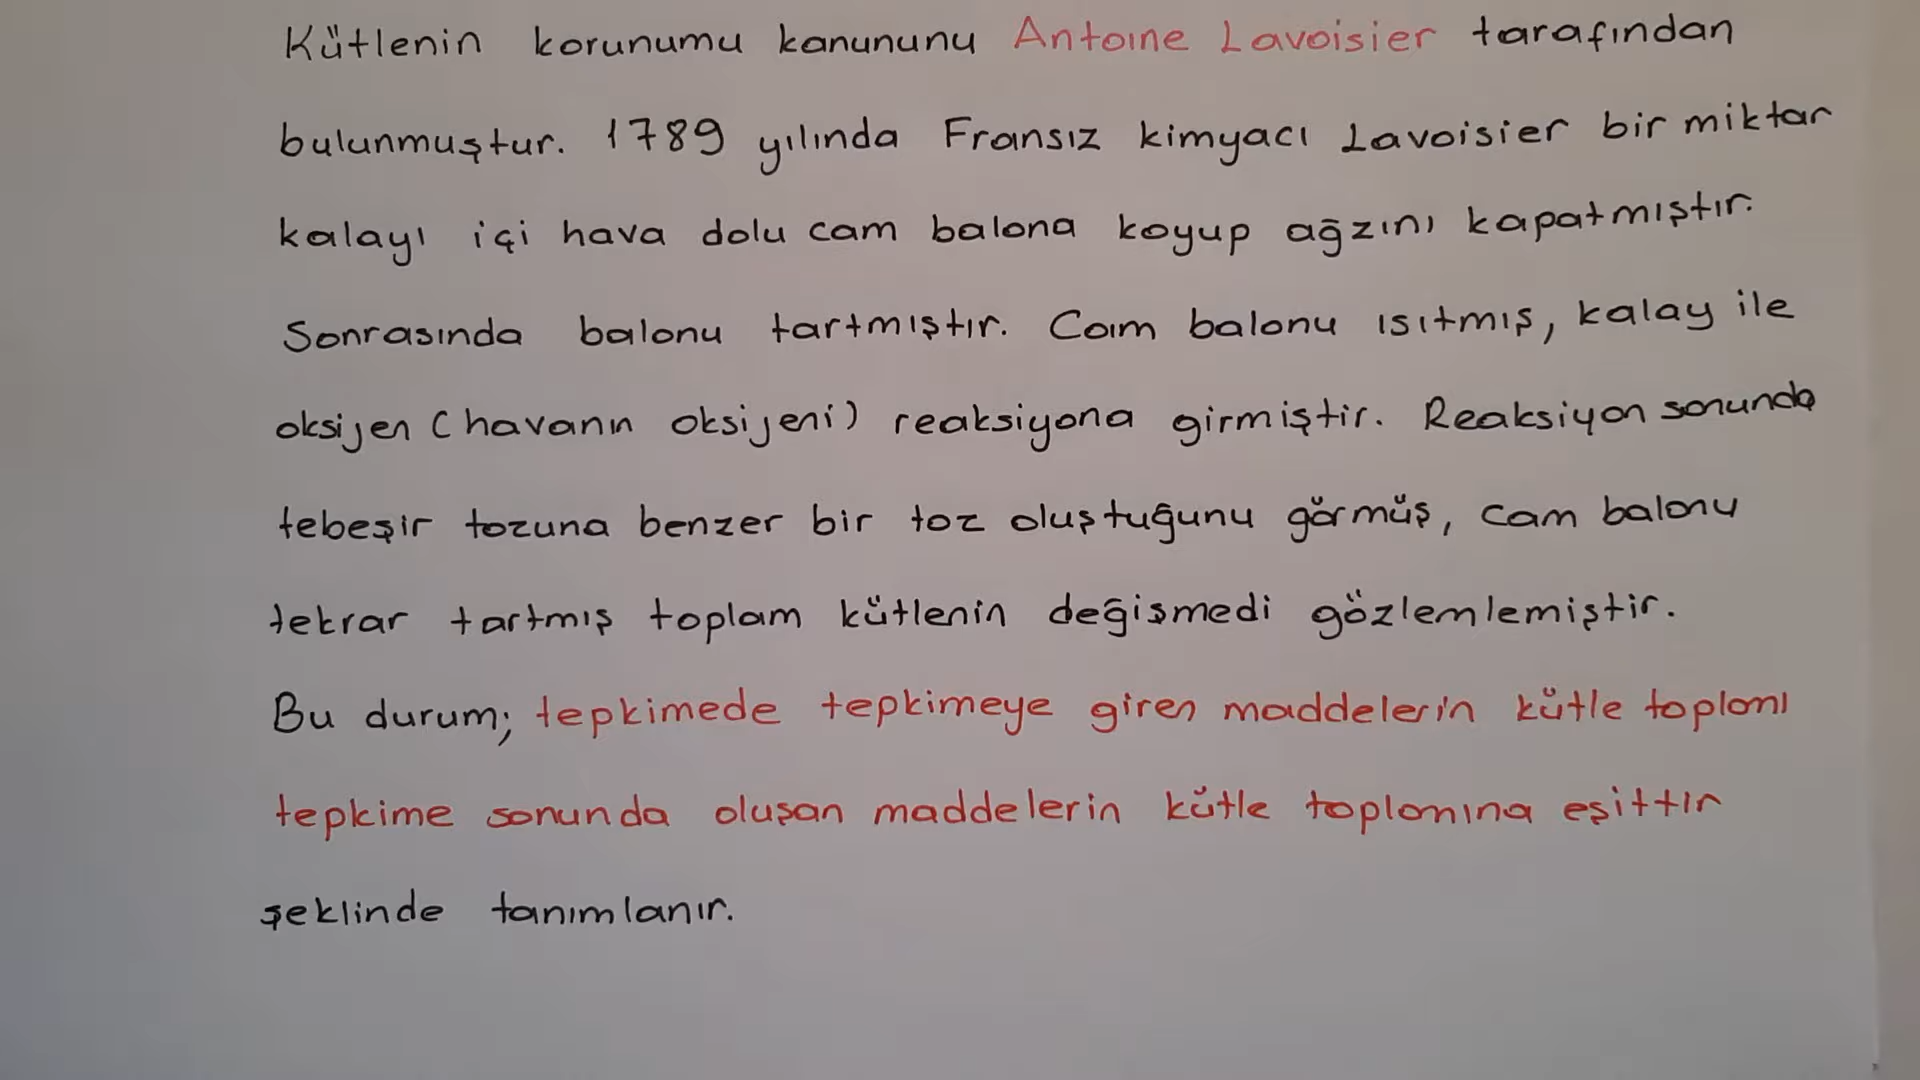 Kütlenin korunumu kanununu Antoine Lavoisier tarafından
bulunmuştur. 1789 yılında Fransız kimyacı Lavoisier bir miktar
kalayı içi hava dolu cam balona koyup ağzını kapatmıştır.
Sonrasında balonu tartmıştır. Cam balonu ısıtmış, kalay ile
oksijen (havanın oksijeni) reaksiyona girmiştir. Reaksiyon sonunda
tebeşir tozuna benzer bir toz oluştuğunu görmüş, cam balonu
tekrar tartmış toplam kütlenin değişmedi gözlemlemiştir.
Bu durum; tepkimede tepkimeye giren maddelerin kütle toplamı
tepkime sonunda oluşan maddelerin kütle toplamına eşittir
şeklinde tanımlanır.